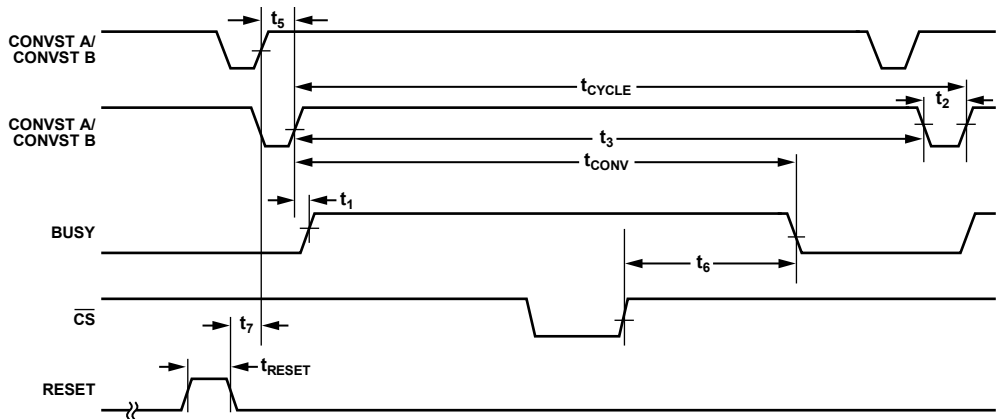 t5
CONVST A/
CONVST B
tCYCLE
t2
CONVST A/
CONVST B
t3
tCONV
t1
BUSY
t6
CS
t7
tRESET
RESET